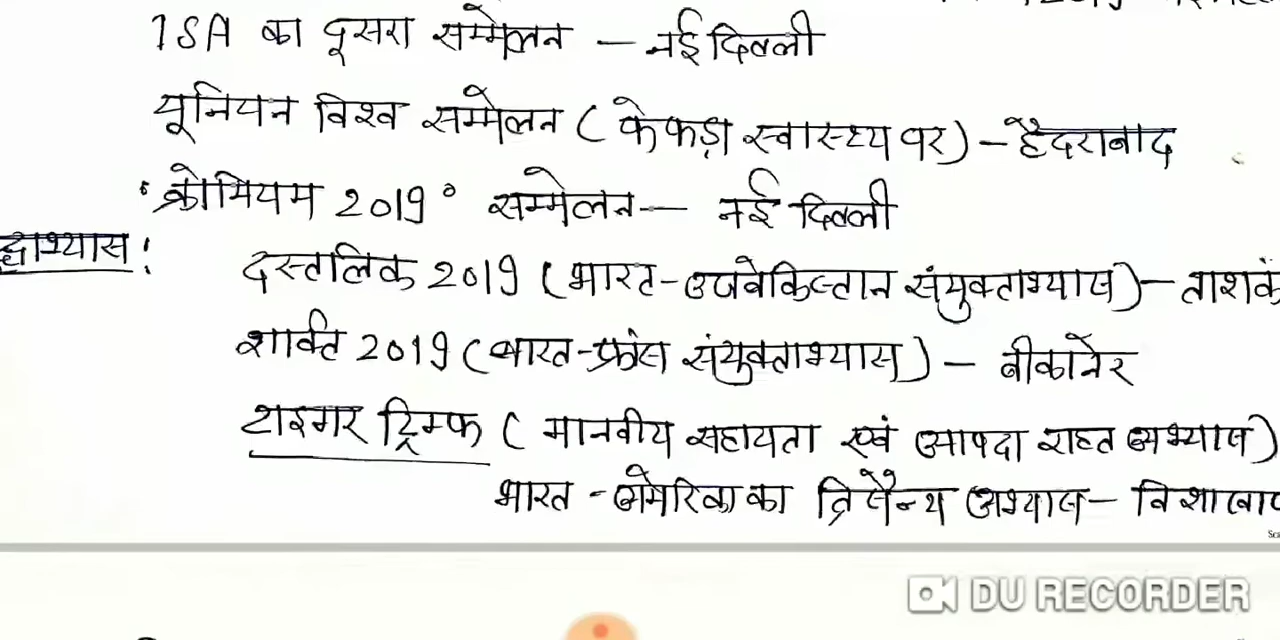 ISA का दूसरा सम्मेलन – नई दिल्ली
यूनियन विश्व सम्मेलन ( फेफड़ा स्वास्थ्य पर ) – हैदराबाद
'क्रोमियम 2019° सम्मेलन – नई दिल्ली
द्धाभ्यास :
दस्तलिक 2019 ( भारत-उजवेकिस्तान संयुक्ताभ्यास ) – ताशकं
शक्ति 2019 ( भारत-फ्रांस संयुक्ताभ्यास ) – बीकानेर
टाइगर ट्रिम्फ ( मानवीय सहायता एवं आपदा राहत अभ्यास )
भारत - अमेरिका का त्रिसैन्य अभ्यास – विशाखाप
DU RECORDER